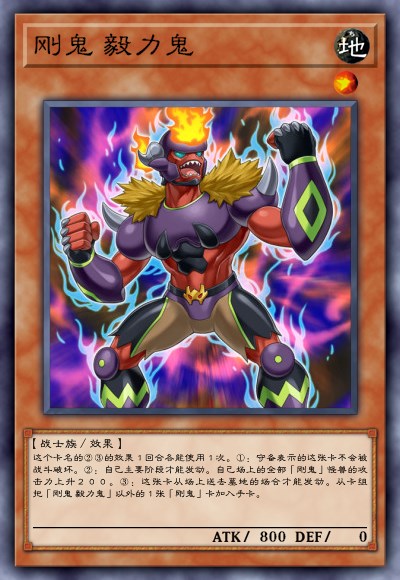 刚鬼 毅力鬼
地
【战士族/效果】
这个卡名的②③的效果1回合各能使用1次。①：守备表示的这张卡不会被
战斗破坏。②：自己主要阶段才能发动。自己场上的全部「刚鬼」怪兽的攻
击力上升200。③：这张卡从场上送去墓地的场合才能发动。从卡组
把「刚鬼 毅力鬼」以外的1张「刚鬼」卡加入手卡。
ATK/ 800 DEF/ 0